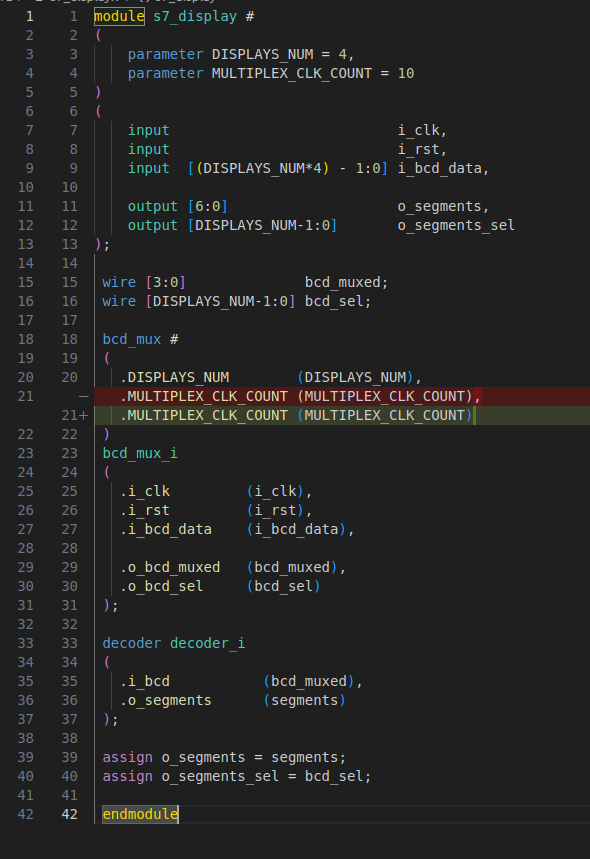 1 1 module s7_display #
2 2 (
3 3 parameter DISPLAYS_NUM = 4,
4 4 parameter MULTIPLEX_CLK_COUNT = 10
5 5 )
6 6 (
7 7 input i_clk,
8 8 input i_rst,
9 9 input [(DISPLAYS_NUM*4) - 1:0] i_bcd_data,
10 10
11 11 output [6:0] o_segments,
12 12 output [DISPLAYS_NUM-1:0] o_segments_sel
13 13 );
14 14
15 15 wire [3:0] bcd_muxed;
16 16 wire [DISPLAYS_NUM-1:0] bcd_sel;
17 17
18 18 bcd_mux #
19 19 (
20 20 .DISPLAYS_NUM (DISPLAYS_NUM),
21 − .MULTIPLEX_CLK_COUNT (MULTIPLEX_CLK_COUNT),
21+ .MULTIPLEX_CLK_COUNT (MULTIPLEX_CLK_COUNT)
22 22 )
23 23 bcd_mux_i
24 24 (
25 25 .i_clk (i_clk),
26 26 .i_rst (i_rst),
27 27 .i_bcd_data (i_bcd_data),
28 28
29 29 .o_bcd_muxed (bcd_muxed),
30 30 .o_bcd_sel (bcd_sel)
31 31 );
32 32
33 33 decoder decoder_i
34 34 (
35 35 .i_bcd (bcd_muxed),
36 36 .o_segments (segments)
37 37 );
38 38
39 39 assign o_segments = segments;
40 40 assign o_segments_sel = bcd_sel;
41 41
42 42 endmodule